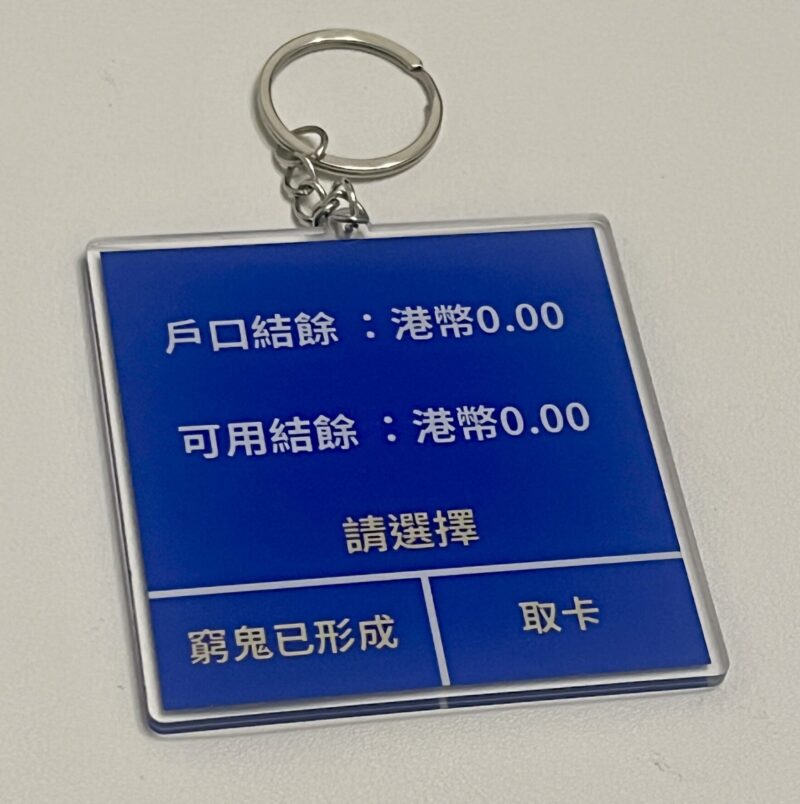 戶口結餘 ：港幣0.00
可用結餘 ：港幣0.00
請選擇
窮鬼已形成
取卡